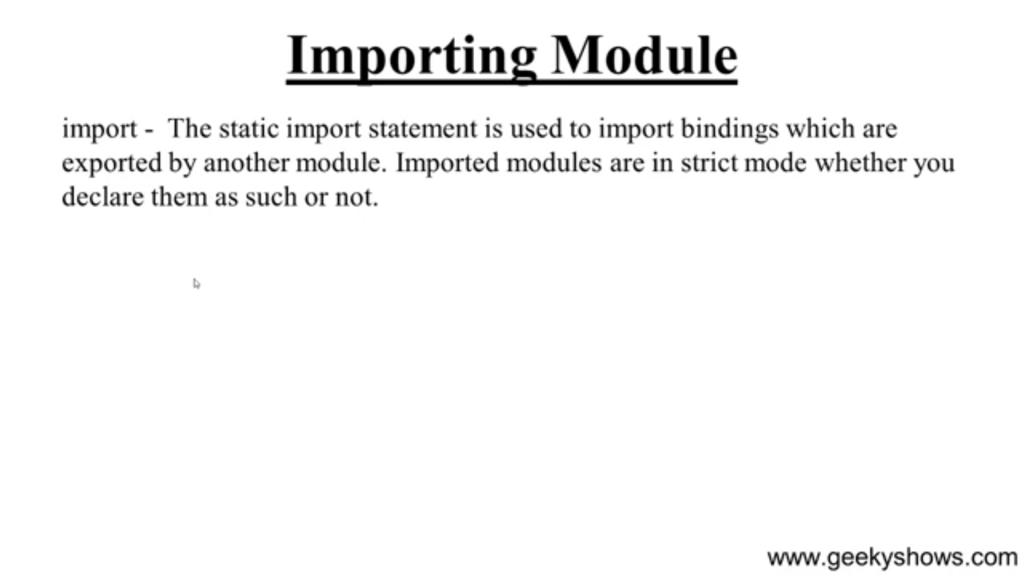 Importing Module
import - The static import statement is used to import bindings which are
exported by another module. Imported modules are in strict mode whether you
declare them as such or not.
www.geekyshows.com